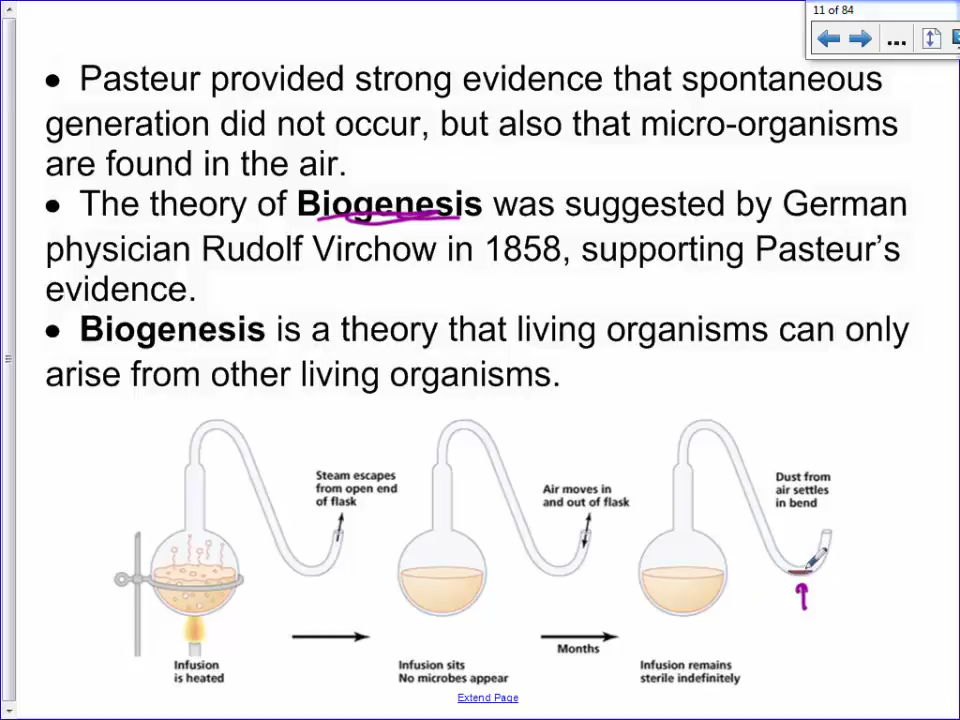 11 of 84
...
• Pasteur provided strong evidence that spontaneous
generation did not occur, but also that micro-organisms
are found in the air.
• The theory of Biogenesis was suggested by German
physician Rudolf Virchow in 1858, supporting Pasteur's
evidence.
• Biogenesis is a theory that living organisms can only
arise from other living organisms.
Steam escapes
from open end
of flask
Air moves in
and out of flask
Dust from
air settles
in bend
Months
Infusion
is heated
Infusion sits
No microbes appear
Infusion remains
sterile indefinitely
Extend Page